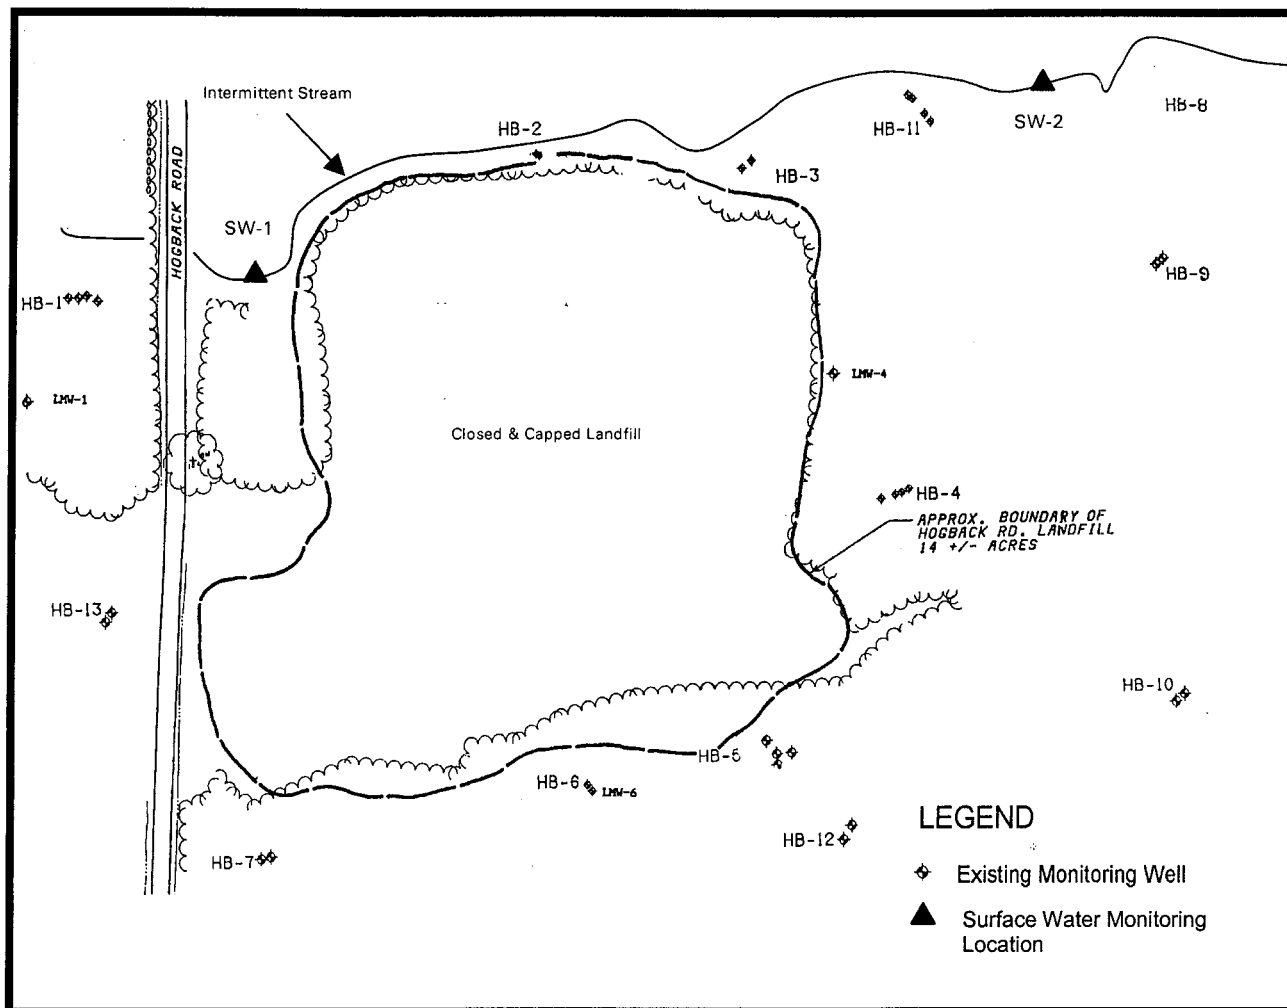 Intermittent Stream
HB-2
HB-11
SW-2
HB-8
HOGBACK ROAD
HB-3
SW-1
HB-9
HB-1
LMW-4
LMW-1
Closed & Capped Landfill
HB-4
APPROX. BOUNDARY OF
HOGBACK RD. LANDFILL
14 +/- ACRES
HB-13
HB-10
HB-5
HB-6
LMW-6
HB-12
HB-7
LEGEND
Existing Monitoring Well
Surface Water Monitoring
Location